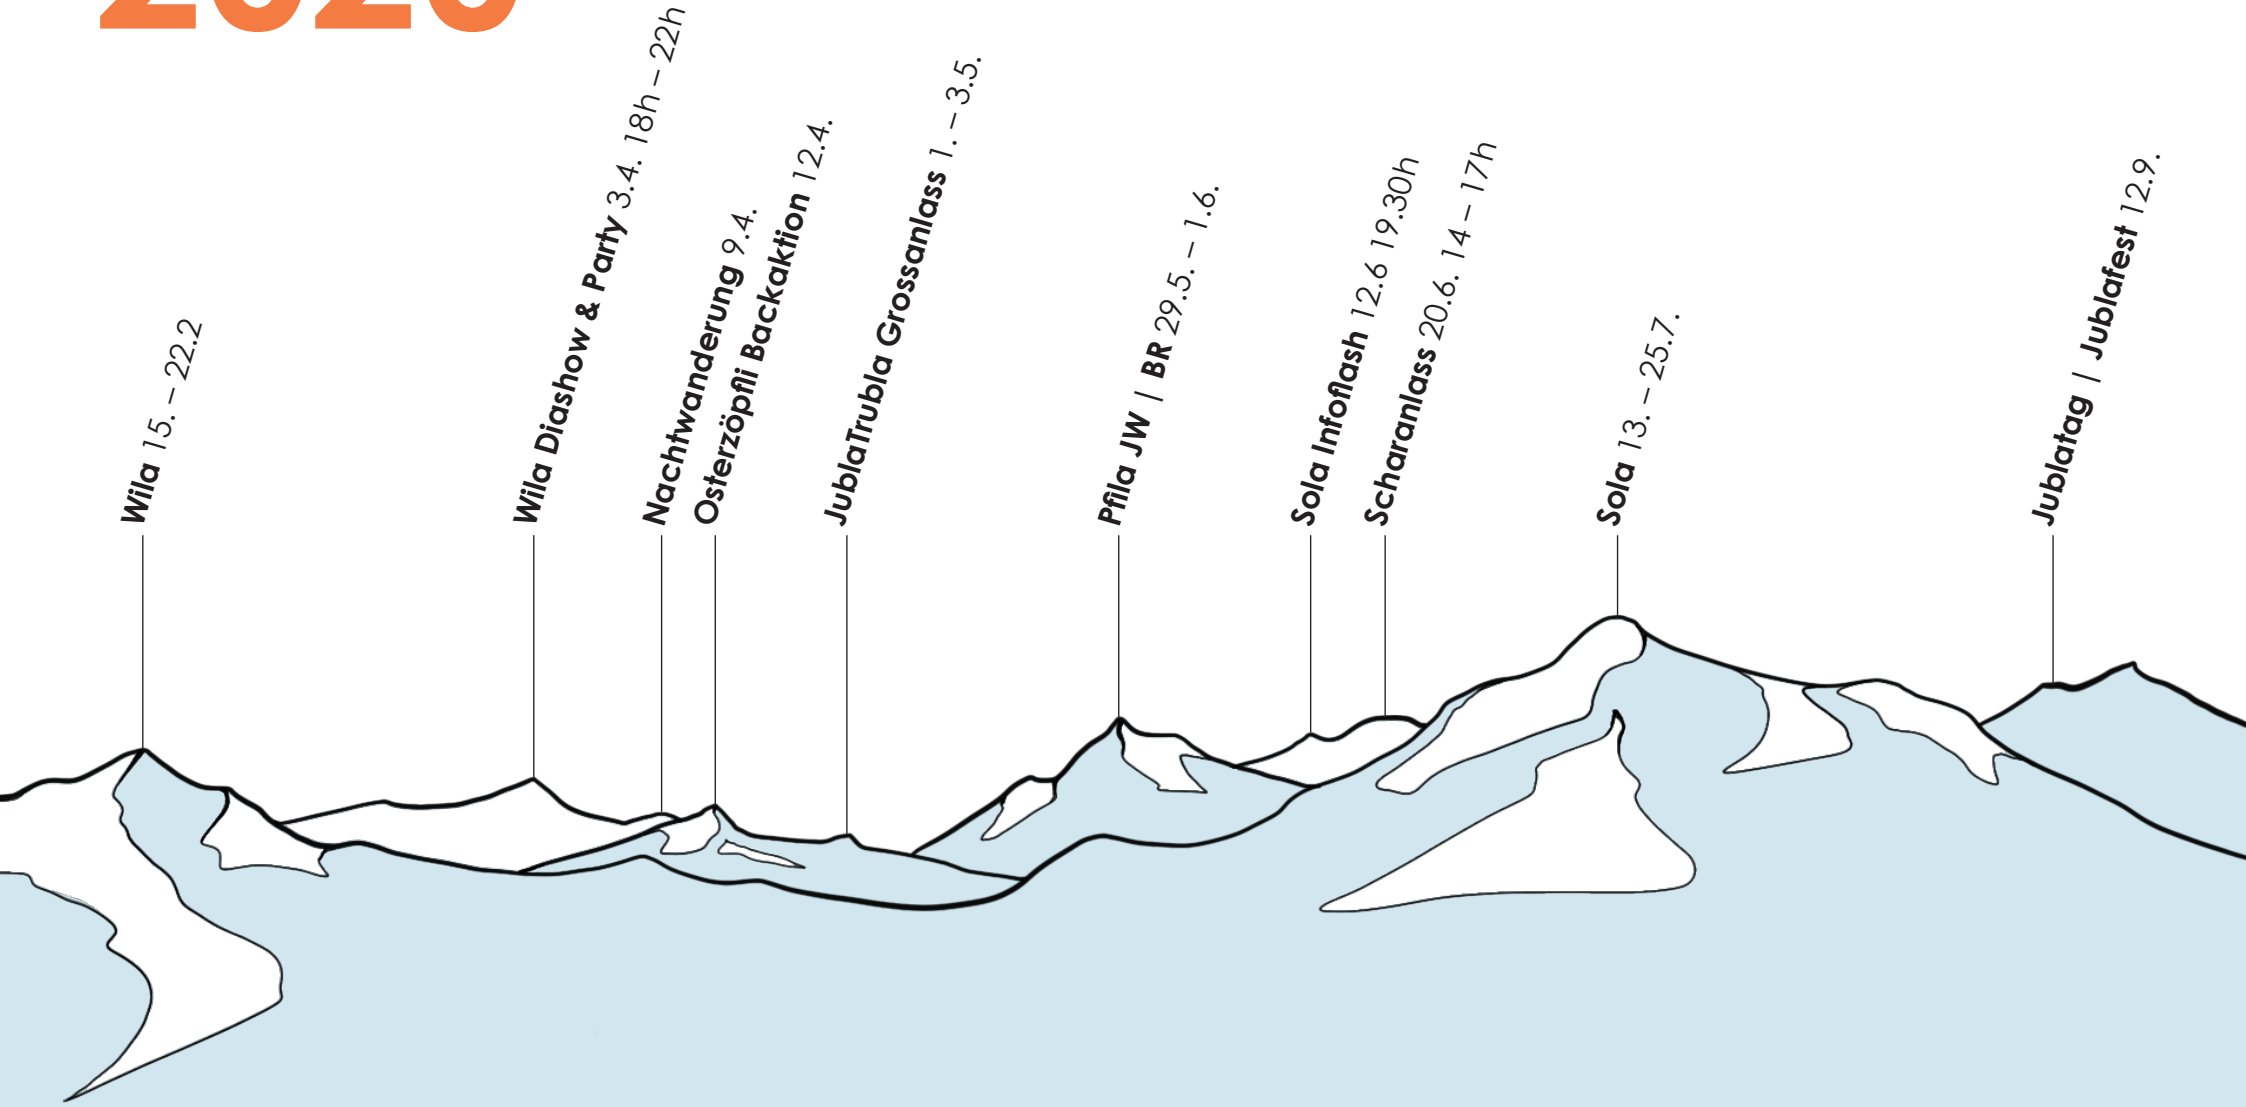 2020
Wila 15. – 22.2
Wila Diashow & Party 3.4. 18h – 22h
Nachtwanderung 9.4.
Osterzöpfli Backaktion 12.4.
JublaTrubla Grossanlass 1. – 3.5.
Pfila JW | BR 29.5. – 1.6.
Sola Infoflash 12.6 19.30h
Scharanlass 20.6. 14 – 17h
Sola 13. – 25.7.
Jublatag | Jublafest 12.9.